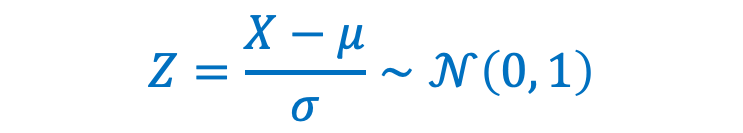 Z = (X − μ)/σ ~ 𝒩(0, 1)